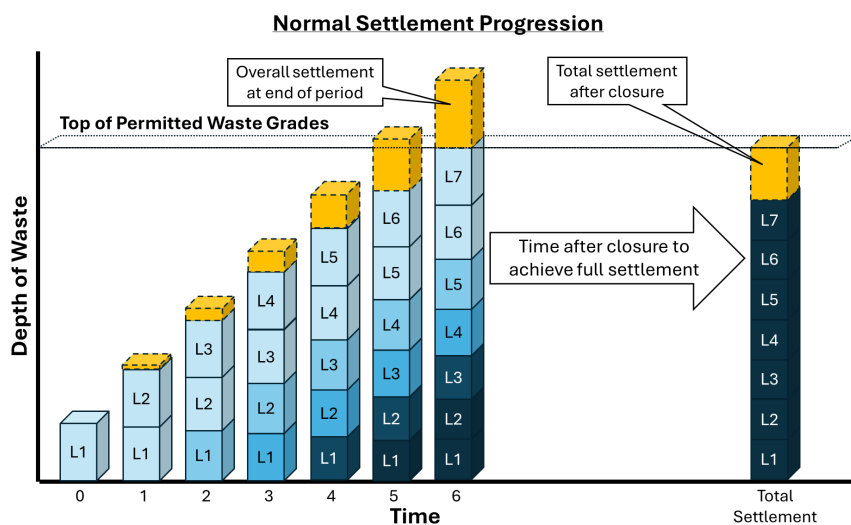 Normal Settlement Progression
Overall settlement
at end of period
Total settlement
after closure
Top of Permitted Waste Grades
Depth of Waste
L1
L2
L1
L3
L2
L1
L4
L3
L2
L1
L5
L4
L3
L2
L1
L6
L5
L4
L3
L2
L1
L7
L6
L5
L4
L3
L2
L1
Time after closure to
achieve full settlement
L7
L6
L5
L4
L3
L2
L1
0
1
2
3
4
5
6
Total
Settlement
Time